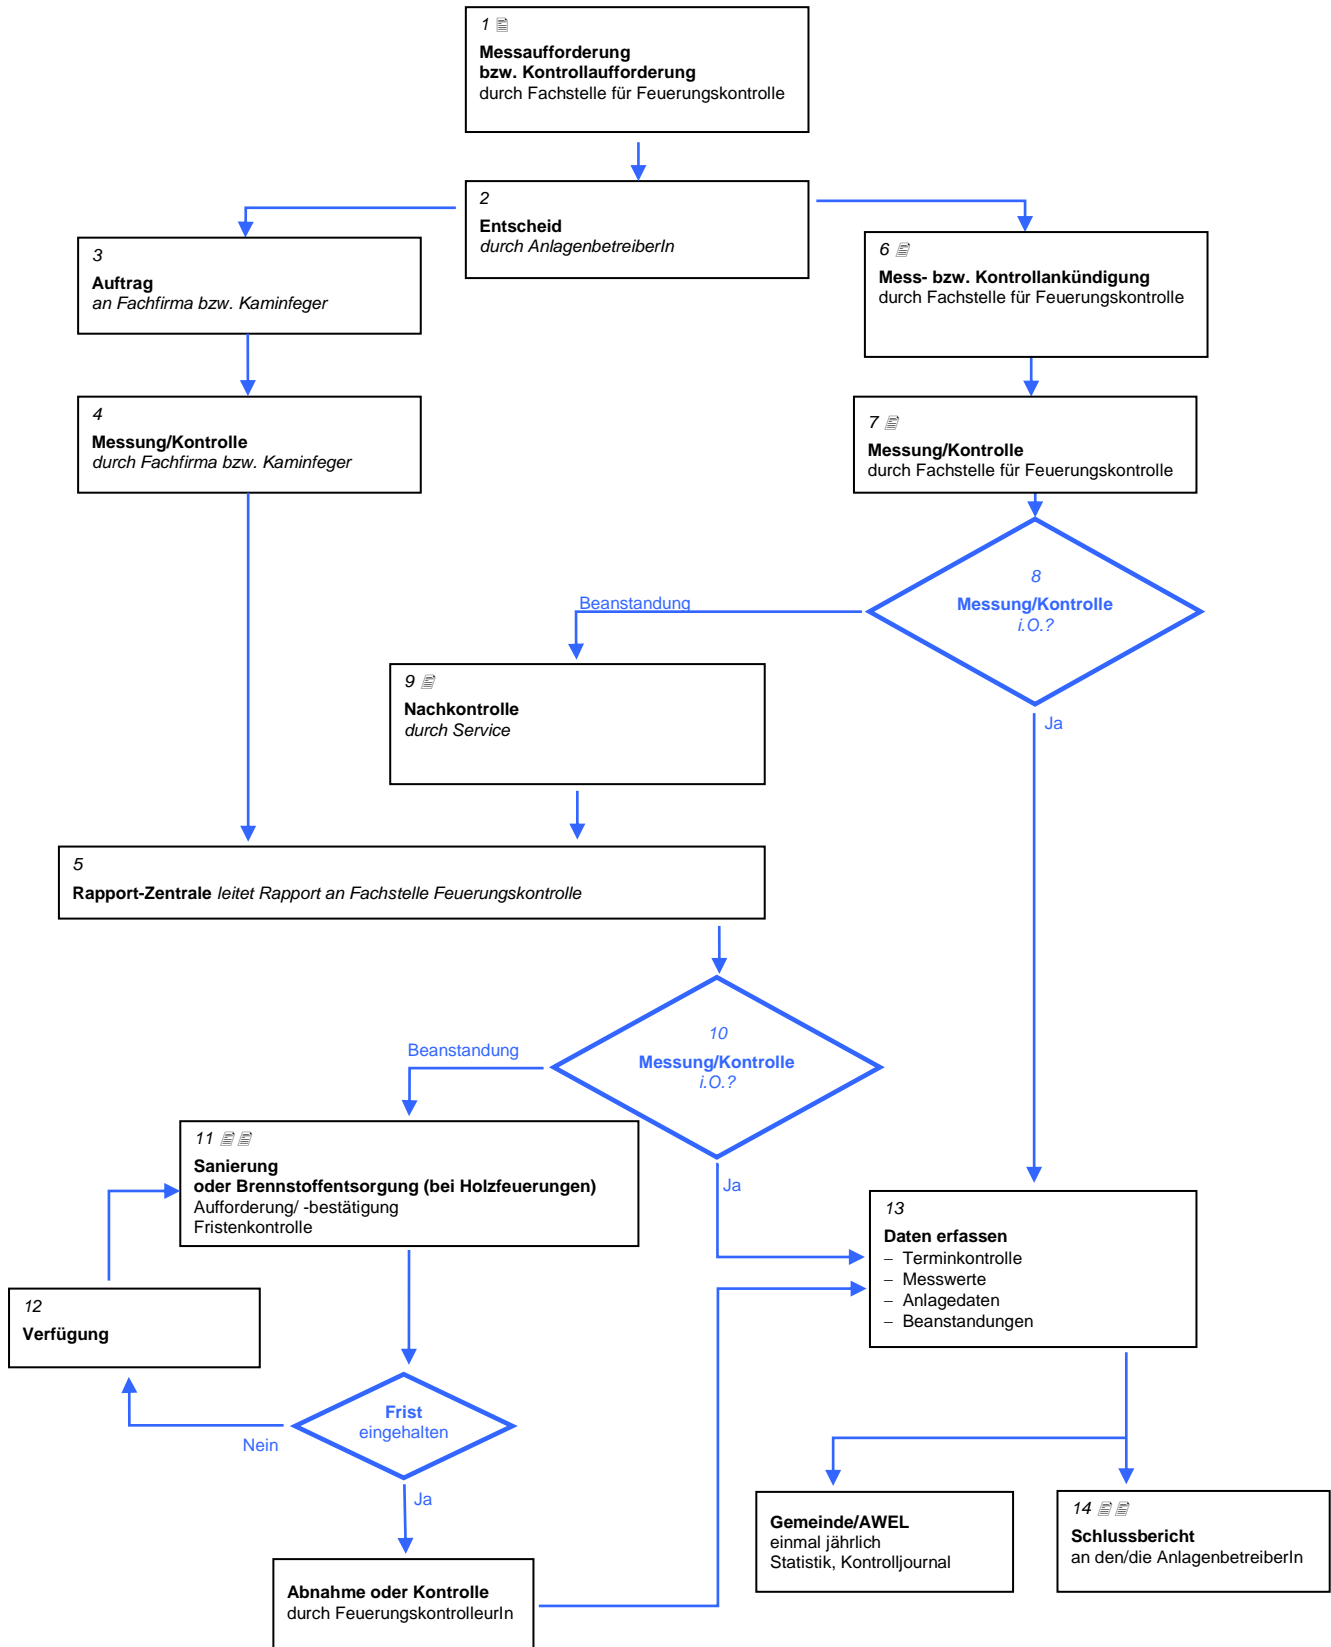 1
Messaufforderung
bzw. Kontrollaufforderung
durch Fachstelle für Feuerungskontrolle
2
Entscheid
durch AnlagenbetreiberIn
3
Auftrag
an Fachfirma bzw. Kaminfeger
6
Mess- bzw. Kontrollankündigung
durch Fachstelle für Feuerungskontrolle
4
Messung/Kontrolle
durch Fachfirma bzw. Kaminfeger
7
Messung/Kontrolle
durch Fachstelle für Feuerungskontrolle
8
Messung/Kontrolle
i.O.?
Beanstandung
Ja
9
Nachkontrolle
durch Service
5
Rapport-Zentrale leitet Rapport an Fachstelle Feuerungskontrolle
10
Messung/Kontrolle
i.O.?
Beanstandung
Ja
11
Sanierung
oder Brennstoffentsorgung (bei Holzfeuerungen)
Aufforderung/ -bestätigung
Fristenkontrolle
12
Verfügung
13
Daten erfassen
– Terminkontrolle
– Messwerte
– Anlagedaten
– Beanstandungen
Frist
eingehalten
Nein
Ja
Gemeinde/AWEL
einmal jährlich
Statistik, Kontrolljournal
14
Schlussbericht
an den/die AnlagenbetreiberIn
Abnahme oder Kontrolle
durch FeuerungskontrolleurIn